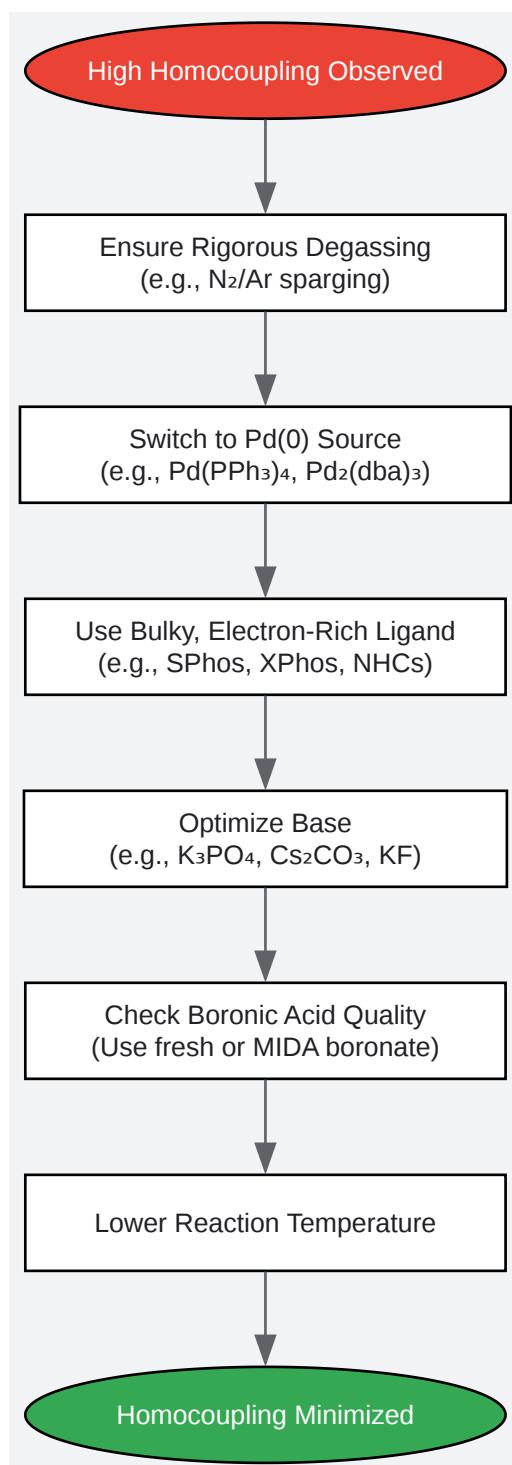 High Homocoupling Observed
Ensure Rigorous Degassing
(e.g., N₂/Ar sparging)
Switch to Pd(0) Source
(e.g., Pd(PPh₃)₄, Pd₂(dba)₃)
Use Bulky, Electron-Rich Ligand
(e.g., SPhos, XPhos, NHCs)
Optimize Base
(e.g., K₃PO₄, Cs₂CO₃, KF)
Check Boronic Acid Quality
(Use fresh or MIDA boronate)
Lower Reaction Temperature
Homocoupling Minimized